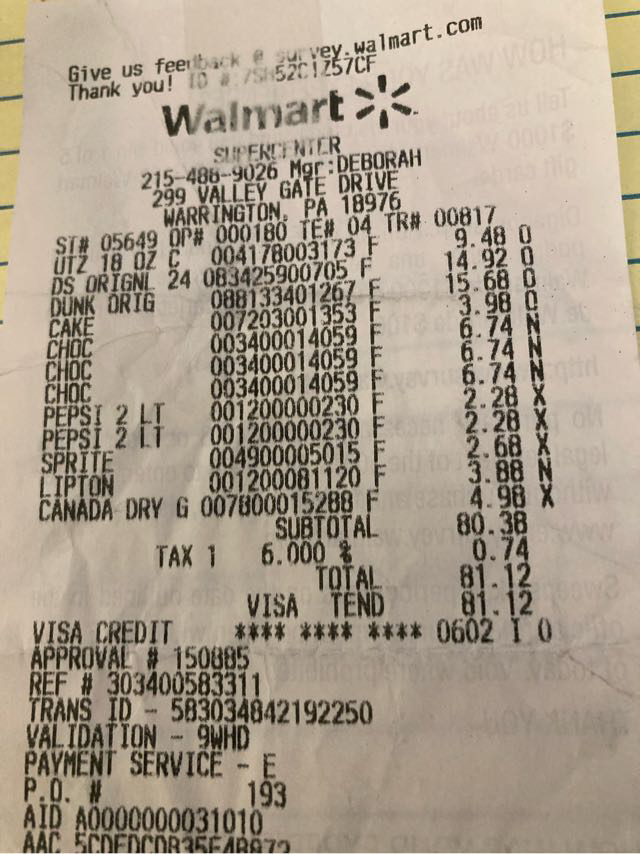 Give us feedback @ survey.walmart.com
Thank you! ID #:7SH52C1Z57CF
Walmart
SUPERCENTER
215-488-9026 Mgr:DEBORAH
299 VALLEY GATE DRIVE
WARRINGTON, PA 18976
ST# 05649 OP# 000180 TE# 04 TR# 00817
UTZ 18 OZ C 004178003173 F 9.48 O
DS ORIGNL 24 083425900705 F 14.92 O
DUNK ORIG 088133401267 F 15.68 O
CAKE 007203001353 F 3.98 O
CHOC 003400014059 F 6.74 N
CHOC 003400014059 F 6.74 N
CHOC 003400014059 F 6.74 N
PEPSI 2 LT 001200000230 F 2.28 X
PEPSI 2 LT 001200000230 F 2.28 X
SPRITE 004900005015 F 2.68 X
LIPTON 001200081120 F 3.88 N
CANADA DRY G 007800015288 F 4.98 X
SUBTOTAL 80.38
TAX 1 6.000 % 0.74
TOTAL 81.12
VISA TEND 81.12
VISA CREDIT **** **** **** 0602 I 0
APPROVAL # 150885
REF # 303400583311
TRANS ID - 583034842192250
VALIDATION - 9WHD
PAYMENT SERVICE - E
P.O. # 193
AID A0000000031010
AAC